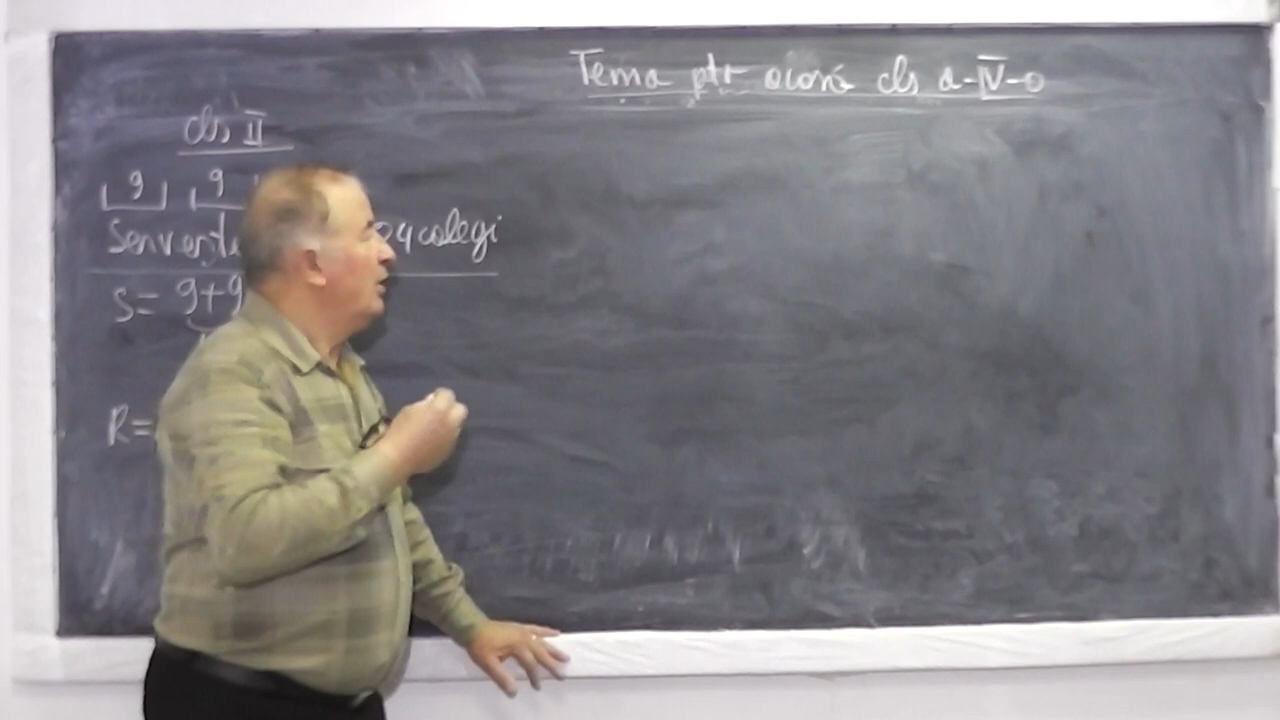 Tema ptr acasă cls a-IV-a
cls II
9 9
colegi
S= 9+9
R=